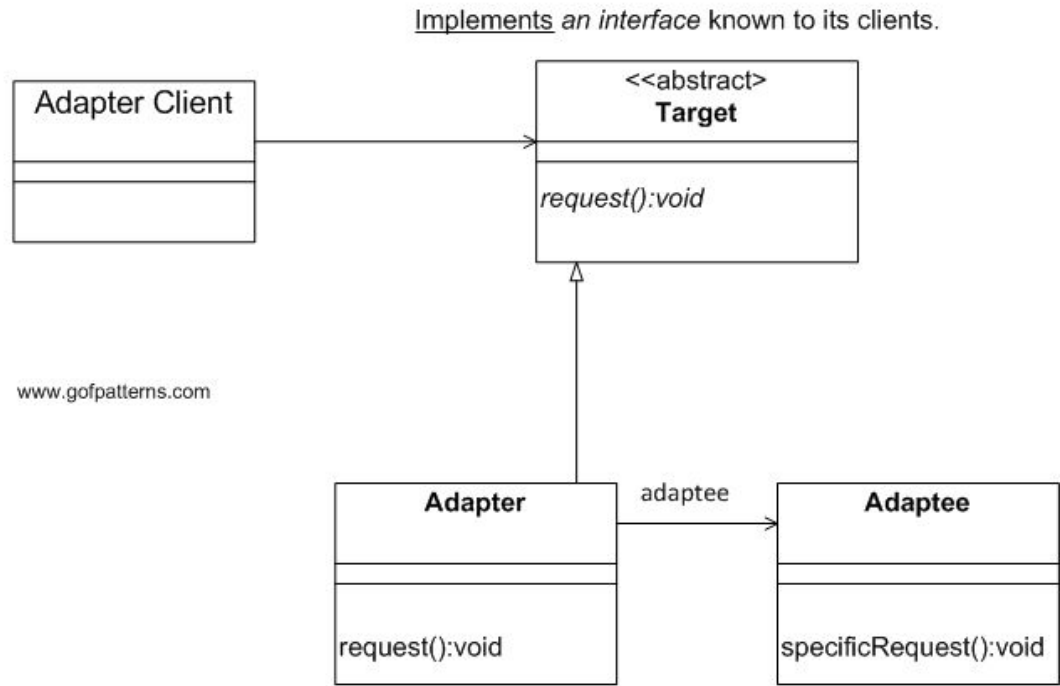 Implements an interface known to its clients.
Adapter Client
<<abstract>
Target
request():void
www.gofpatterns.com
Adapter
adaptee
Adaptee
request():void
specificRequest():void